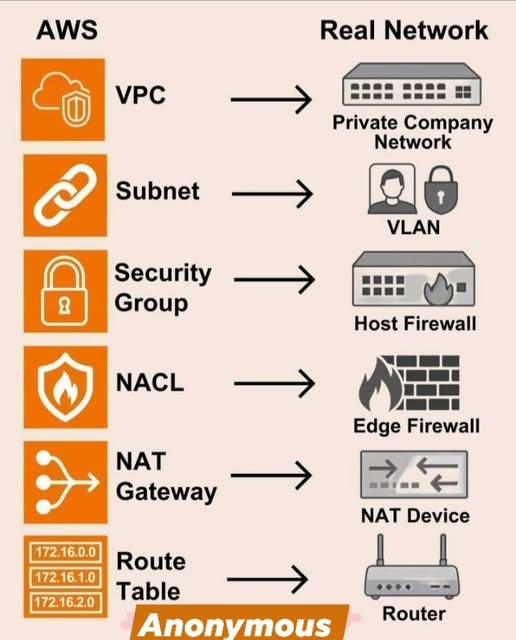 AWS
Real Network
VPC
Private Company
Network
Subnet
VLAN
Security
Group
Host Firewall
NACL
Edge Firewall
NAT
Gateway
NAT Device
172.16.0.0
172.16.1.0
172.16.2.0
Route
Table
Router
Anonymous